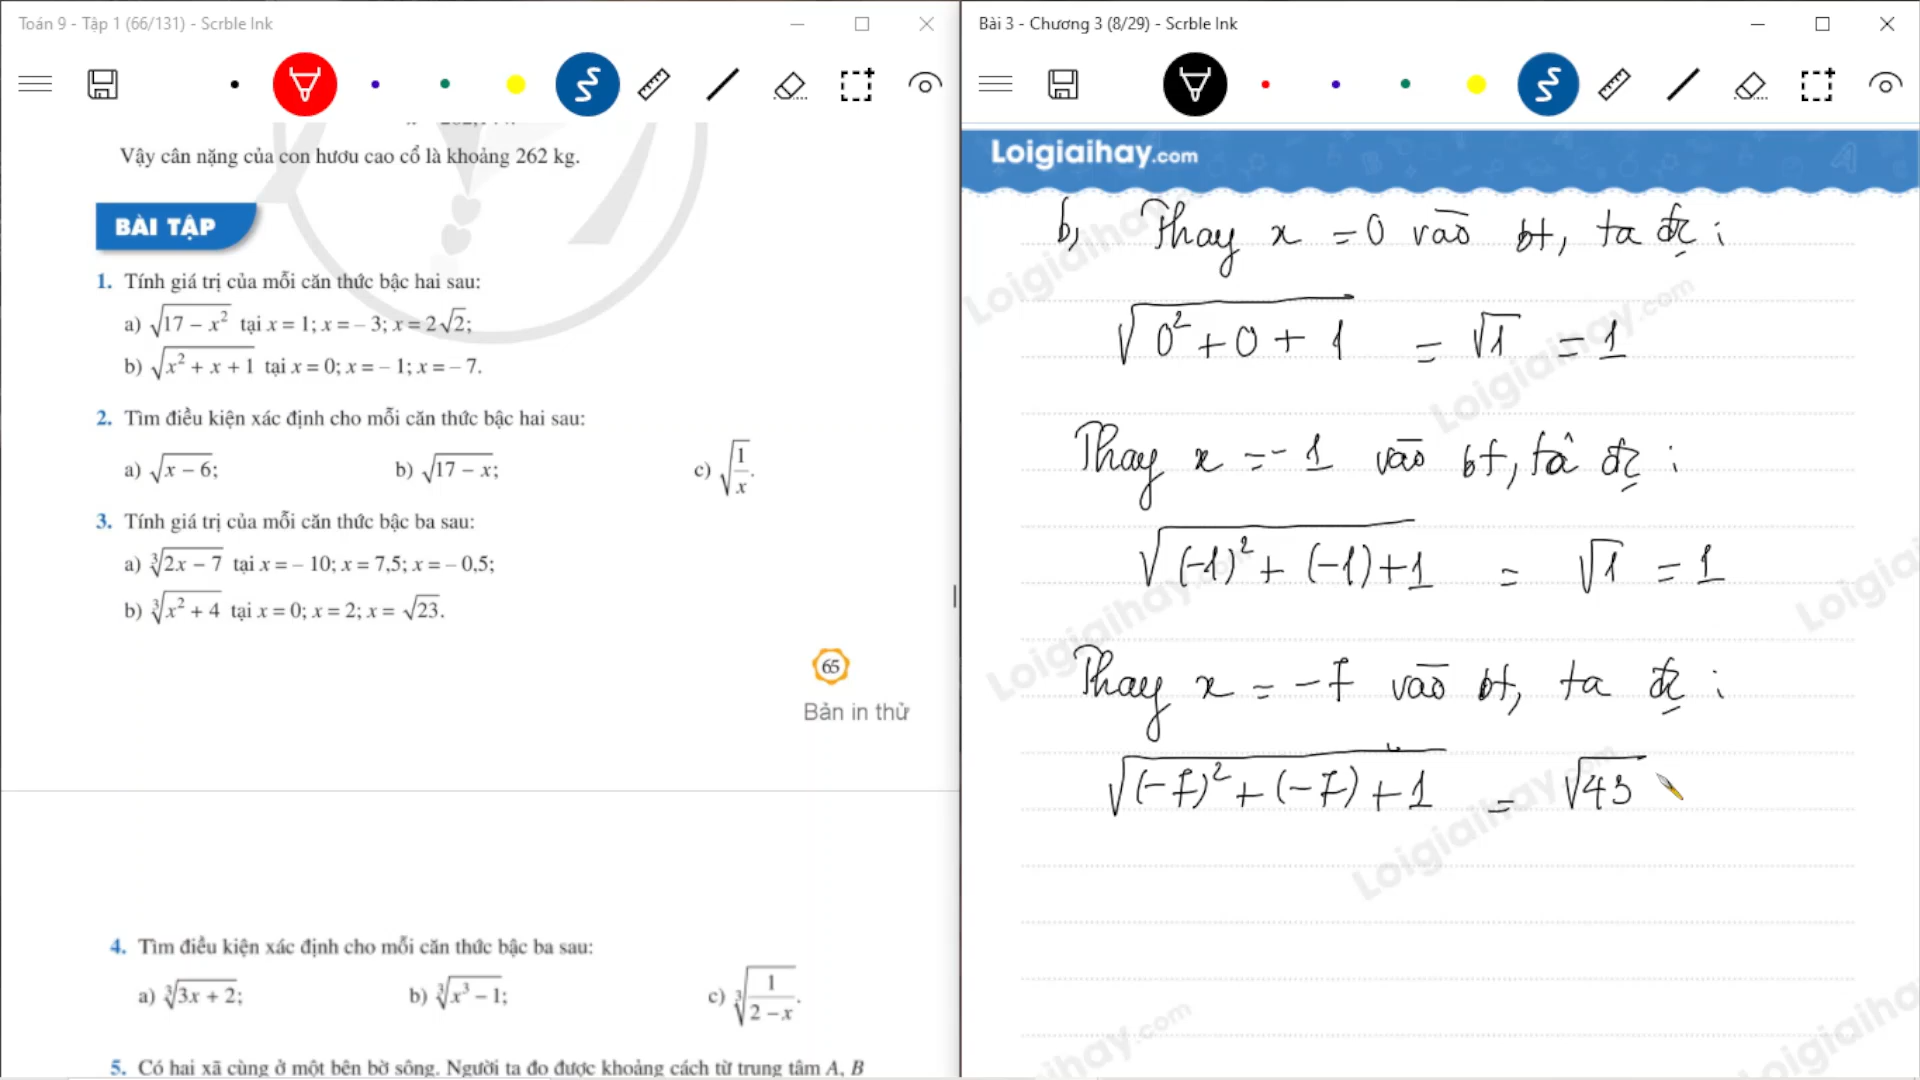 Toán 9 - Tập 1 (66/131) - Scrble Ink
Vậy cân nặng của con hươu cao cổ là khoảng 262 kg.
BÀI TẬP
1. Tính giá trị của mỗi căn thức bậc hai sau:
a) √(17 – x²) tại x = 1; x = – 3; x = 2√2;
b) √(x² + x + 1) tại x = 0; x = – 1; x = – 7.
2. Tìm điều kiện xác định cho mỗi căn thức bậc hai sau:
a) √(x – 6); b) √(17 – x); c) √(1/x).
3. Tính giá trị của mỗi căn thức bậc ba sau:
a) ∛(2x – 7) tại x = – 10; x = 7,5; x = – 0,5;
b) ∛(x² + 4) tại x = 0; x = 2; x = √23.
65
Bản in thử
4. Tìm điều kiện xác định cho mỗi căn thức bậc ba sau:
a) ∛(3x + 2); b) ∛(x³ – 1); c) ∛(1/(2 – x)).
5. Có hai xã cùng ở một bên bờ sông. Người ta đo được khoảng cách từ trung tâm A, B
Bài 3 - Chương 3 (8/29) - Scrble Ink
Loigiaihay.com
b, Thay x = 0 vào bt, ta đc :
√(0² + 0 + 1) = √1 = 1
Thay x = -1 vào bt, ta đc :
√((-1)² + (-1) + 1) = √1 = 1
Thay x = -7 vào bt, ta đc :
√((-7)² + (-7) + 1) = √43